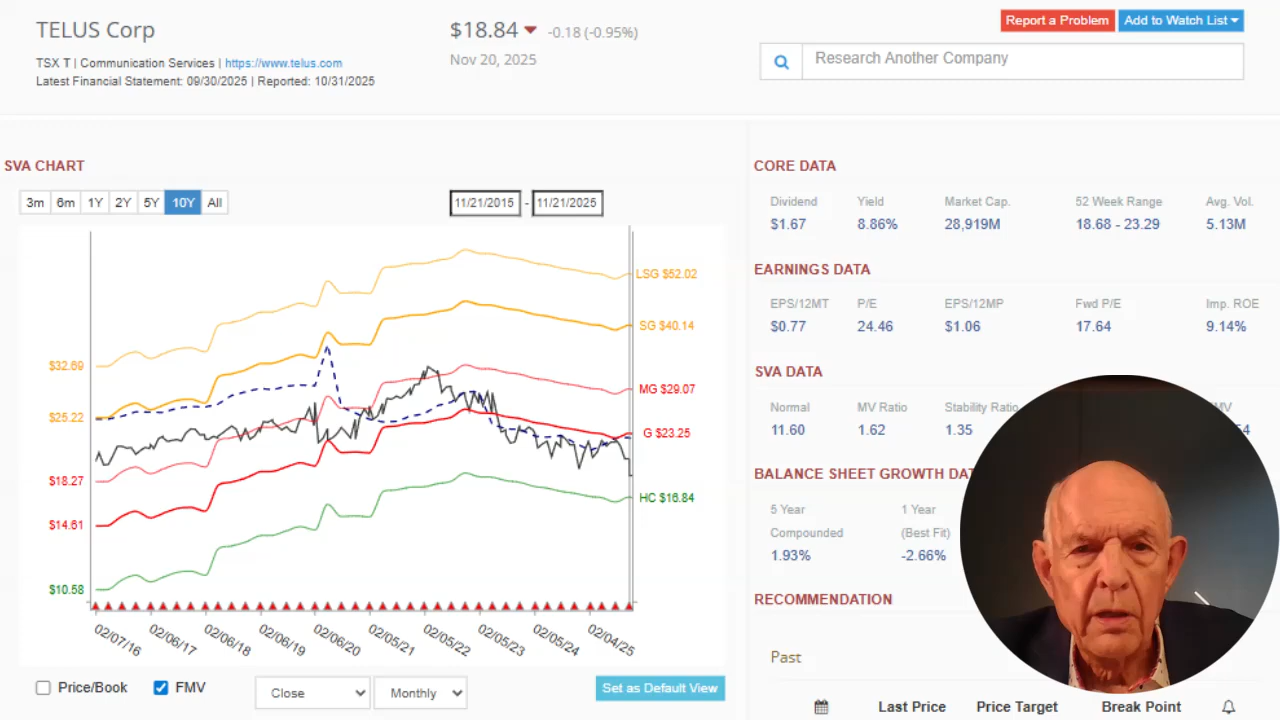 TELUS Corp
TSX T | Communication Services | https://www.telus.com
Latest Financial Statement: 09/30/2025 | Reported: 10/31/2025
$18.84 -0.18 (-0.95%)
Nov 20, 2025
Report a Problem
Add to Watch List
Research Another Company
SVA CHART
3m 6m 1Y 2Y 5Y 10Y All
11/21/2015 - 11/21/2025
LSG $52.02
SG $40.14
MG $29.07
G $23.25
HC $16.84
$32.69
$25.22
$18.27
$14.61
$10.58
02/07/16 02/06/17 02/06/18 02/06/19 02/06/20 02/05/21 02/05/22 02/05/23 02/05/24 02/04/25
Price/Book FMV
Close Monthly
Set as Default View
CORE DATA
Dividend Yield Market Cap. 52 Week Range Avg. Vol.
$1.67 8.86% 28,919M 18.68 - 23.29 5.13M
EARNINGS DATA
EPS/12MT P/E EPS/12MP Fwd P/E Imp. ROE
$0.77 24.46 $1.06 17.64 9.14%
SVA DATA
Normal MV Ratio Stability Ratio
11.60 1.62 1.35
BALANCE SHEET GROWTH DAT
5 Year 1 Year
Compounded (Best Fit)
1.93% -2.66%
RECOMMENDATION
Past
Last Price Price Target Break Point